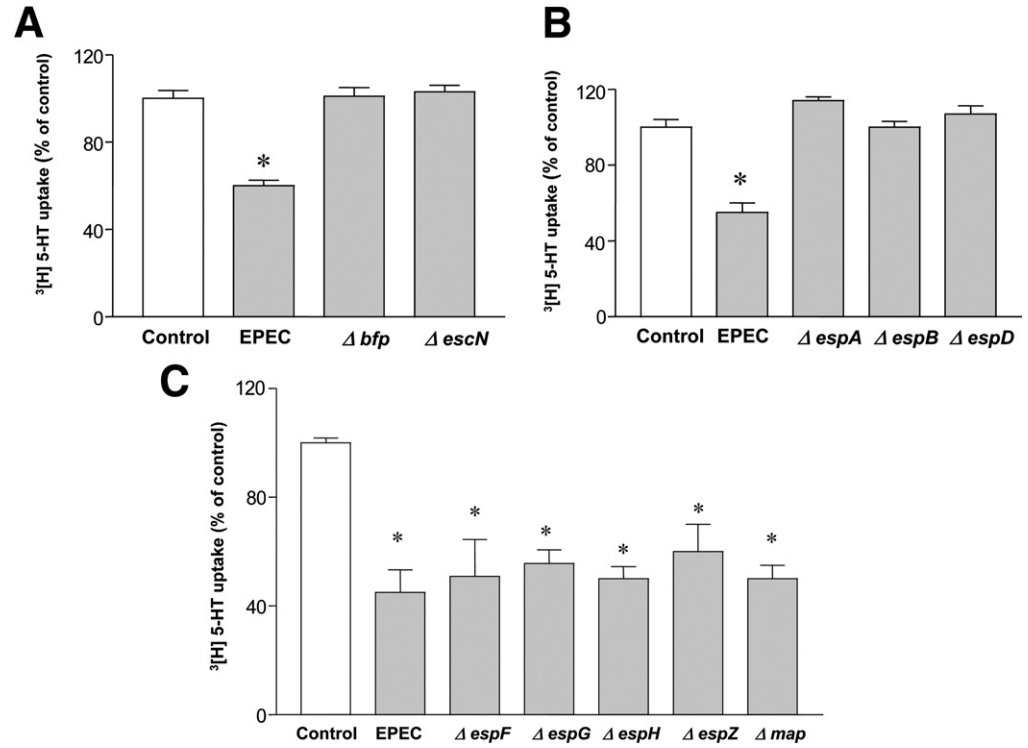 A
³[H] 5-HT uptake (% of control)
120
80
40
0
*
Control EPEC Δ bfp Δ escN
B
³[H] 5-HT uptake (% of control)
120
80
40
0
*
Control EPEC Δ espA Δ espB Δ espD
C
³[H] 5-HT uptake (% of control)
120
80
40
0
* * * * * *
Control EPEC Δ espF Δ espG Δ espH Δ espZ Δ map